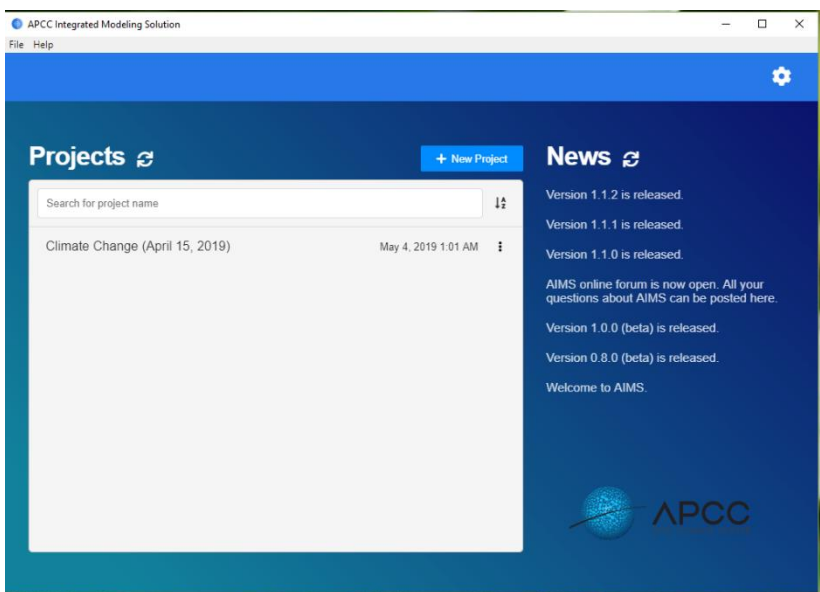 APCC Integrated Modeling Solution
File Help
Projects
+ New Project
Search for project name
Climate Change (April 15, 2019) May 4, 2019 1:01 AM
News
Version 1.1.2 is released.
Version 1.1.1 is released.
Version 1.1.0 is released.
AIMS online forum is now open. All your
questions about AIMS can be posted here.
Version 1.0.0 (beta) is released.
Version 0.8.0 (beta) is released.
Welcome to AIMS.
APCC